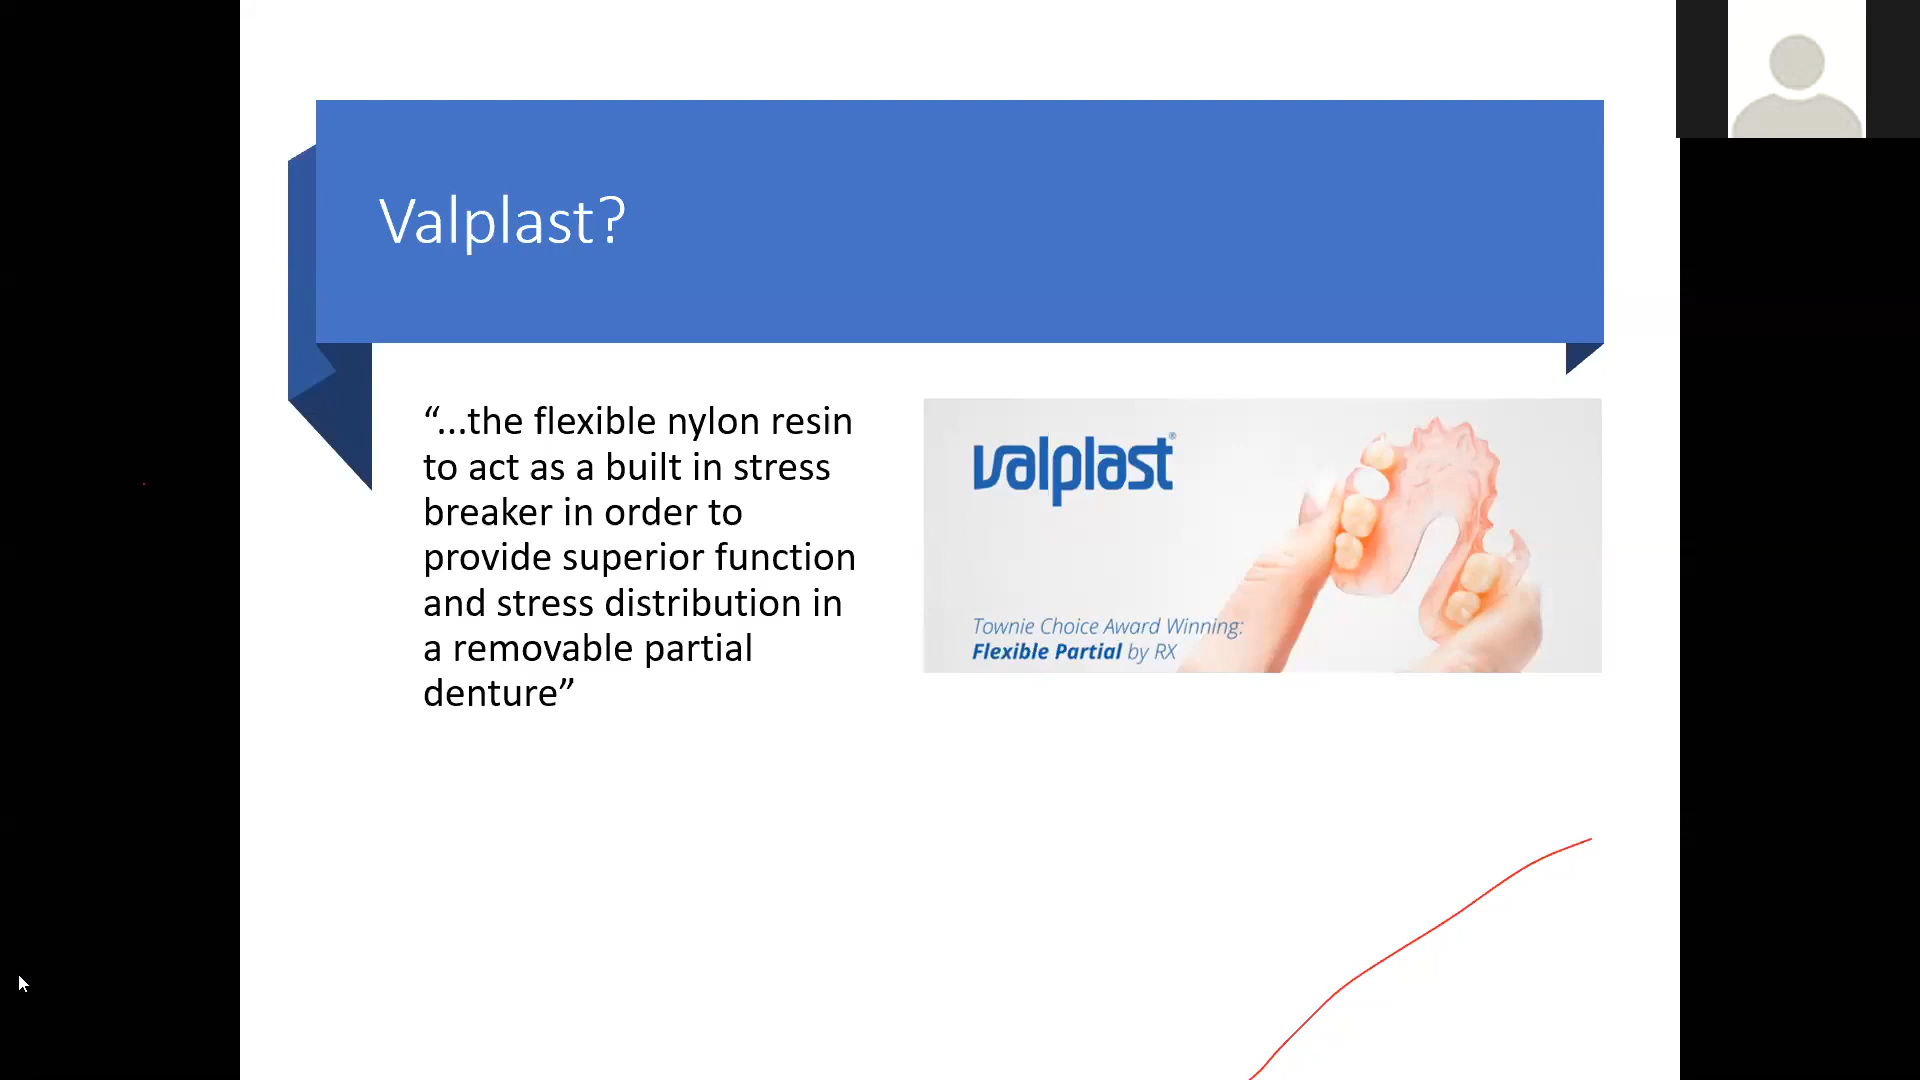 Valplast?
“...the flexible nylon resin
to act as a built in stress
breaker in order to
provide superior function
and stress distribution in
a removable partial
denture”
valplast®
Townie Choice Award Winning:
Flexible Partial by RX